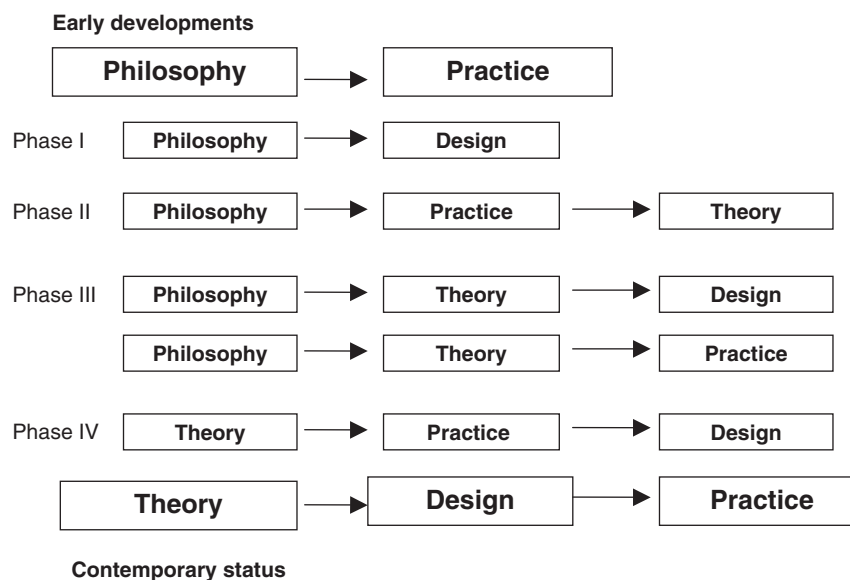 Early developments
Philosophy Practice
Phase I Philosophy Design
Phase II Philosophy Practice Theory
Phase III Philosophy Theory Design
Philosophy Theory Practice
Phase IV Theory Practice Design
Theory Design Practice
Contemporary status